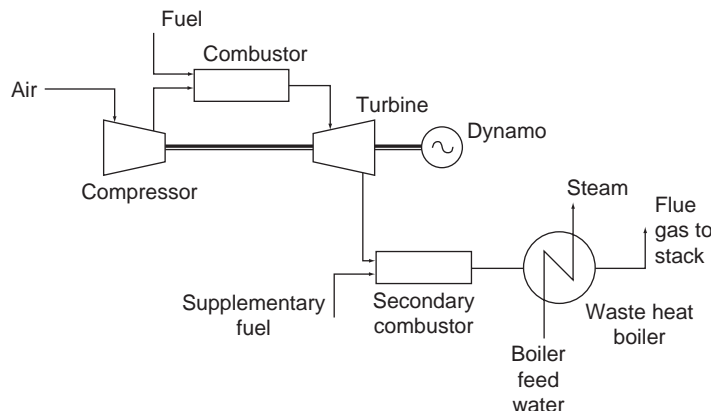 Fuel
Combustor
Air
Turbine
Dynamo
Compressor
Steam
Flue
gas to
stack
Supplementary
fuel
Secondary
combustor
Waste heat
boiler
Boiler
feed
water